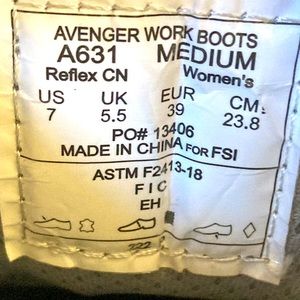 AVENGER WORK BOOTS
A631 MEDIUM
Reflex CN Women's
US UK EUR CM
7 5.5 39 23.8
PO# 13406
MADE IN CHINA FOR FSI
ASTM F2413-18
F I C
EH
222